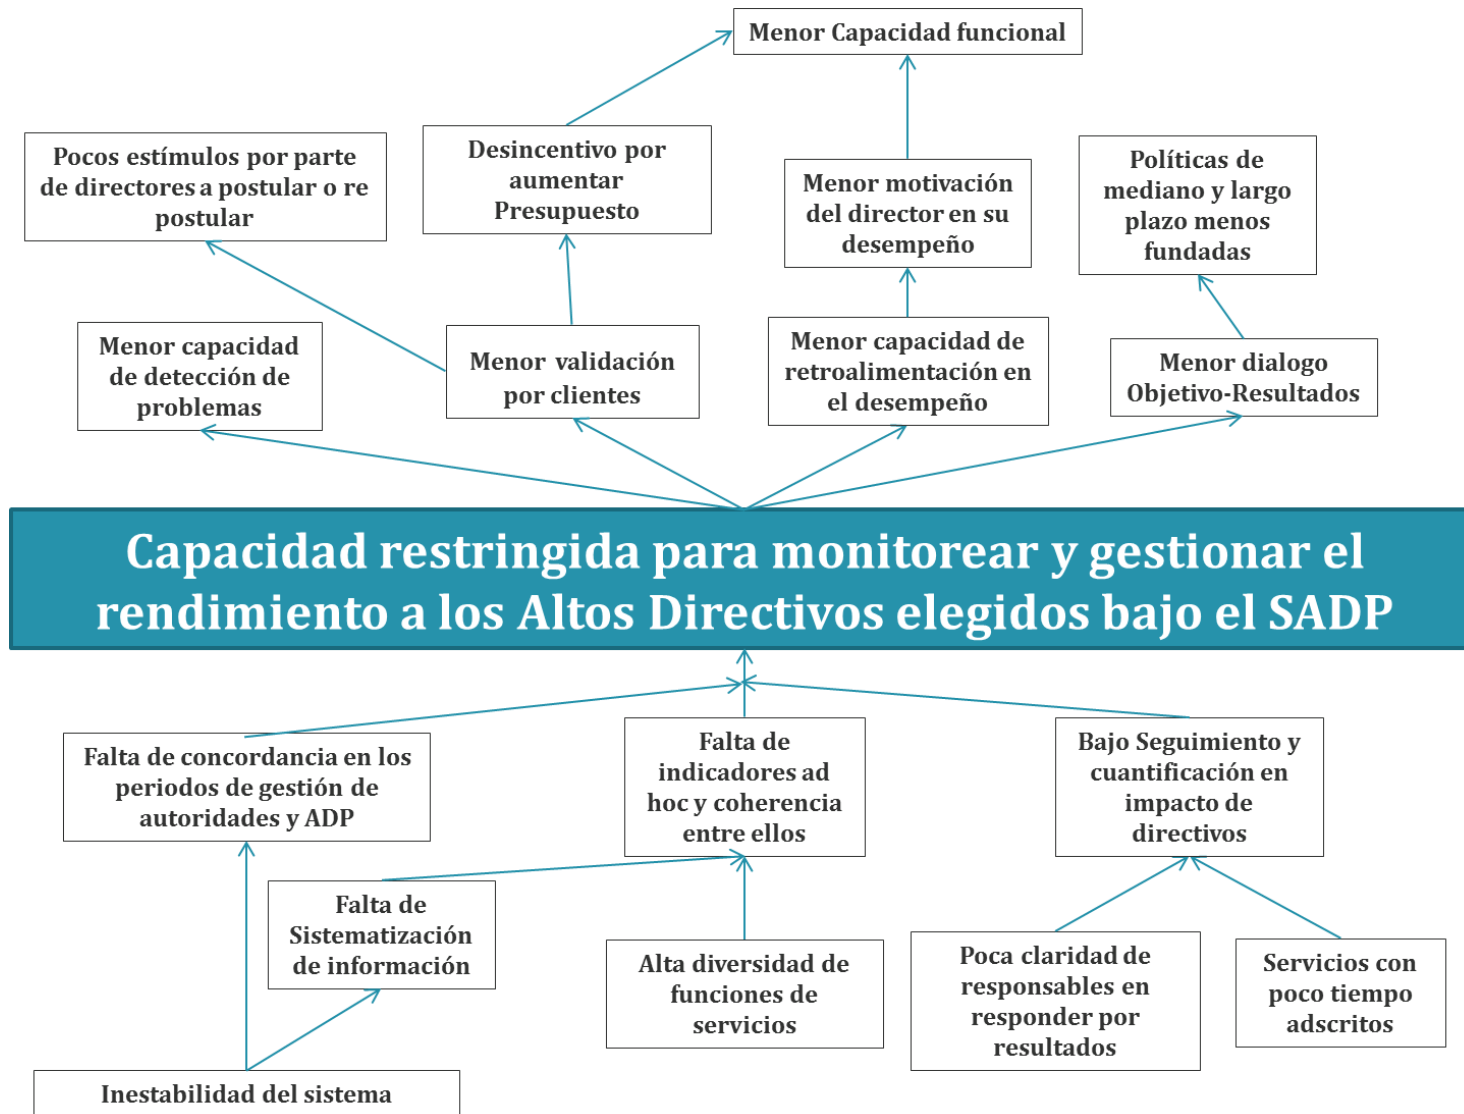 Menor Capacidad funcional
Pocos estímulos por parte
de directores a postular o re
postular
Desincentivo por
aumentar
Presupuesto
Menor motivación
del director en su
desempeño
Políticas de
mediano y largo
plazo menos
fundadas
Menor capacidad
de detección de
problemas
Menor validación
por clientes
Menor capacidad de
retroalimentación en
el desempeño
Menor dialogo
Objetivo-Resultados
Capacidad restringida para monitorear y gestionar el
rendimiento a los Altos Directivos elegidos bajo el SADP
Falta de concordancia en los
periodos de gestión de
autoridades y ADP
Falta de
indicadores ad
hoc y coherencia
entre ellos
Bajo Seguimiento y
cuantificación en
impacto de
directivos
Falta de
Sistematización
de información
Alta diversidad de
funciones de
servicios
Poca claridad de
responsables en
responder por
resultados
Servicios con
poco tiempo
adscritos
Inestabilidad del sistema